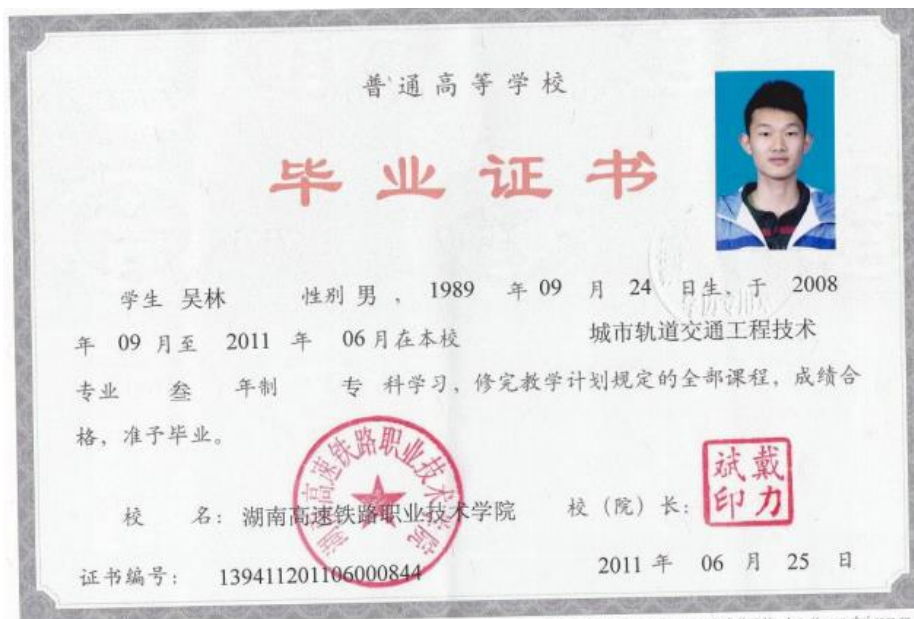 普通高等学校
毕业证书
学生 吴林 性别 男 ， 1989 年 09 月 24 日生，于 2008
年 09 月至 2011 年 06 月在本校 城市轨道交通工程技术
专业 叁 年制 专 科学习，修完教学计划规定的全部课程，成绩合
格，准予毕业。
湖南高速铁路职业技术学院
校 名： 湖南高速铁路职业技术学院 校（院）长： 戴力斌印
证书编号： 139411201106000844 2011 年 06 月 25 日